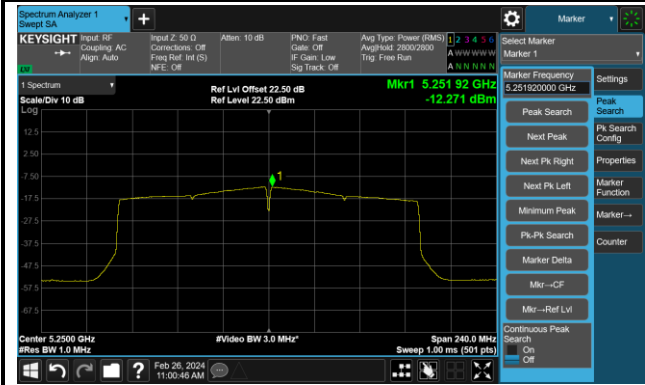 Spectrum Analyzer 1
Swept SA
Marker
KEYSIGHT
Input: RF
Coupling: AC
Align: Auto
Input Z: 50 Ω
Corrections: Off
Freq Ref: Int (S)
NFE: Off
Atten: 10 dB
PNO: Fast
Gate: Off
IF Gain: Low
Sig Track: Off
Avg Type: Power (RMS)
Avg|Hold: 2800/2800
Trig: Free Run
1 2 3 4 5 6
A W W W W W
A N N N N N
Select Marker
Marker 1
1 Spectrum
Scale/Div 10 dB
Log
Ref Lvl Offset 22.50 dB
Ref Level 22.50 dBm
Mkr1 5.251 92 GHz
-12.271 dBm
12.5
2.50
-7.50
-17.5
-27.5
-37.5
-47.5
-57.5
-67.5
1
Center 5.2500 GHz
#Res BW 1.0 MHz
#Video BW 3.0 MHz*
Span 240.0 MHz
Sweep 1.00 ms (501 pts)
Marker Frequency
5.251920000 GHz
Peak Search
Next Peak
Next Pk Right
Next Pk Left
Minimum Peak
Pk-Pk Search
Marker Delta
Mkr→CF
Mkr→Ref Lvl
Continuous Peak
Search
On
Off
Settings
Peak
Search
Pk Search
Config
Properties
Marker
Function
Marker→
Counter
Feb 26, 2024
11:00:46 AM